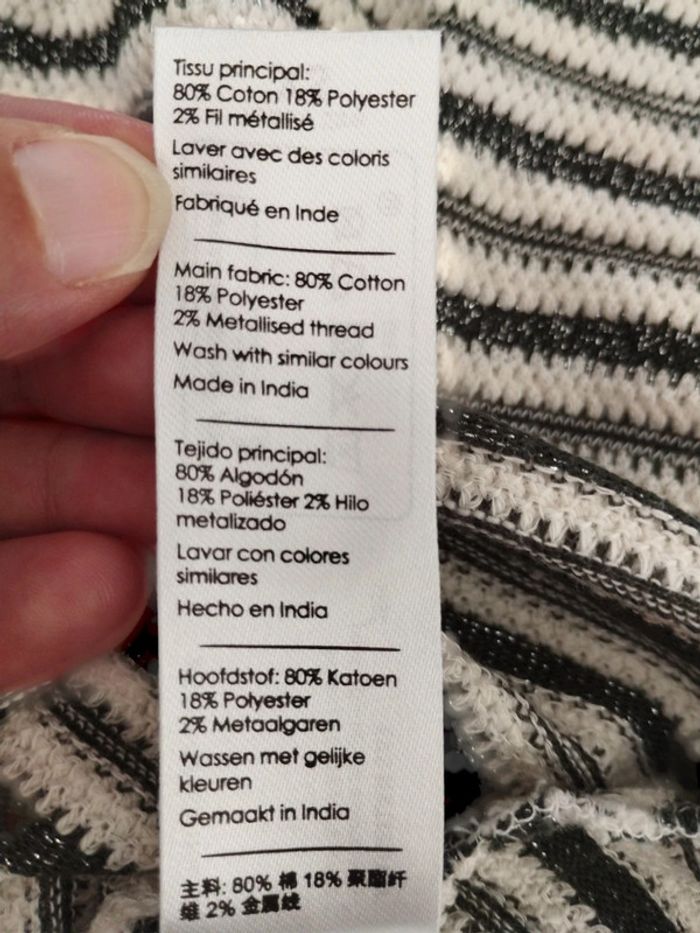 Tissu principal:
80% Coton 18% Polyester
2% Fil métallisé
Laver avec des coloris
similaires
Fabriqué en Inde
Main fabric: 80% Cotton
18% Polyester
2% Metallised thread
Wash with similar colours
Made in India
Tejido principal:
80% Algodón
18% Poliéster 2% Hilo
metalizado
Lavar con colores
similares
Hecho en India
Hoofdstof: 80% Katoen
18% Polyester
2% Metaalgaren
Wassen met gelijke
kleuren
Gemaakt in India
主料: 80% 棉 18% 聚酯纤
维 2% 金属线